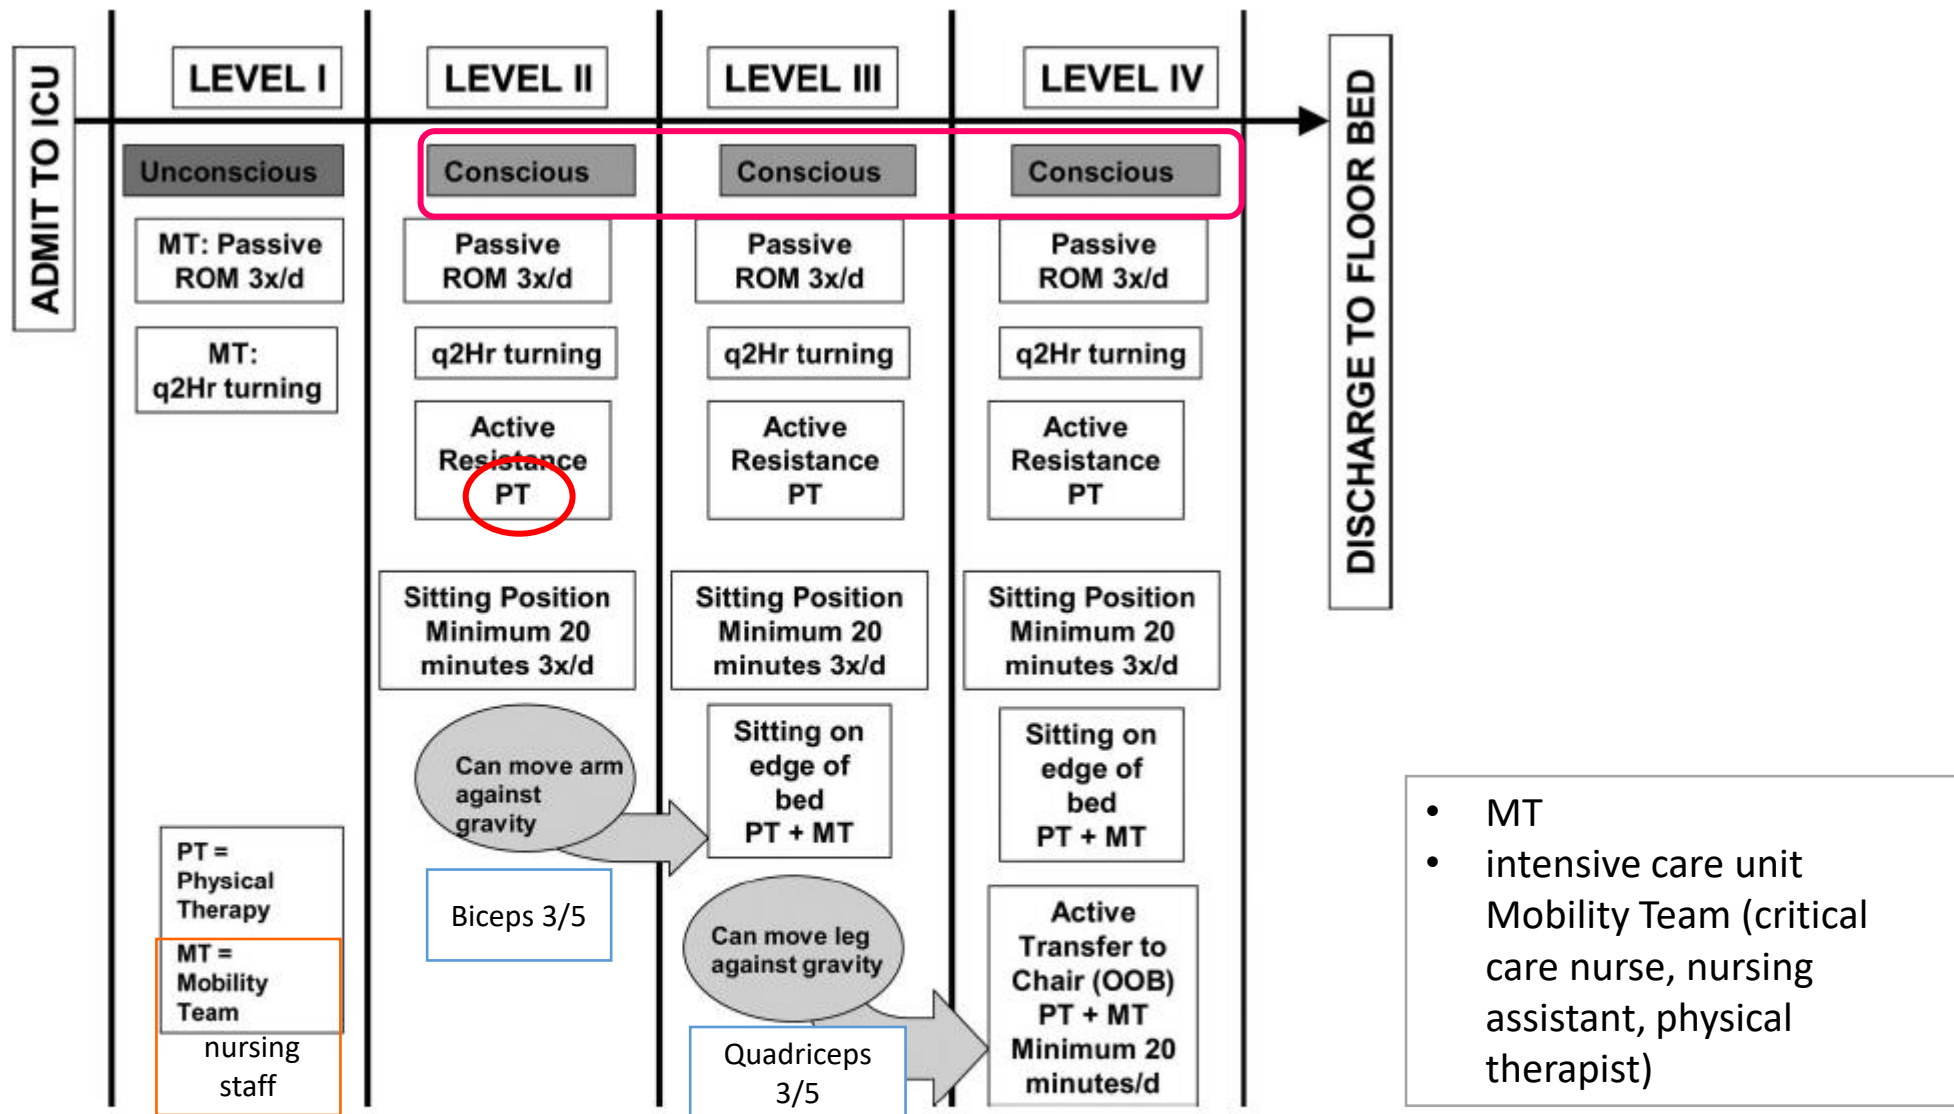 ADMIT TO ICU
LEVEL I
Unconscious
MT: Passive
ROM 3x/d
MT:
q2Hr turning
PT =
Physical
Therapy
MT =
Mobility
Team
nursing
staff
LEVEL II
Conscious
Passive
ROM 3x/d
q2Hr turning
Active
Resistance
PT
Sitting Position
Minimum 20
minutes 3x/d
Can move arm
against
gravity
Biceps 3/5
LEVEL III
Conscious
Passive
ROM 3x/d
q2Hr turning
Active
Resistance
PT
Sitting Position
Minimum 20
minutes 3x/d
Sitting on
edge of
bed
PT + MT
Can move leg
against gravity
Quadriceps
3/5
LEVEL IV
Conscious
Passive
ROM 3x/d
q2Hr turning
Active
Resistance
PT
Sitting Position
Minimum 20
minutes 3x/d
Sitting on
edge of
bed
PT + MT
Active
Transfer to
Chair (OOB)
PT + MT
Minimum 20
minutes/d
DISCHARGE TO FLOOR BED
• MT
• intensive care unit
Mobility Team (critical
care nurse, nursing
assistant, physical
therapist)